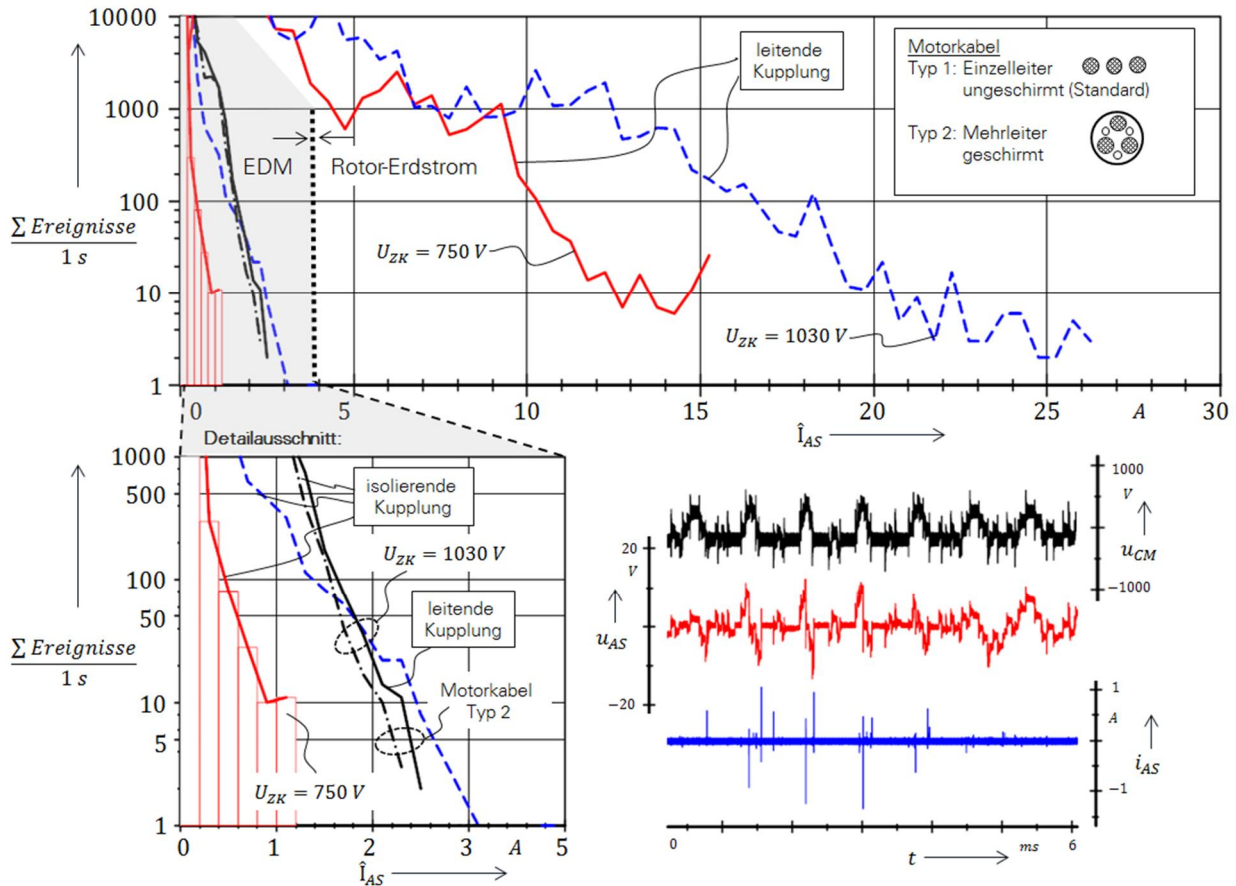 10000
1000
100
10
1
∑ Ereignisse
1 s
EDM
Rotor-Erdstrom
leitende
Kupplung
U_ZK = 750 V
U_ZK = 1030 V
Motorkabel
Typ 1: Einzelleiter
ungeschirmt (Standard)
Typ 2: Mehrleiter
geschirmt
0 5 10 15 20 25 A 30
Î_AS
Detailausschnitt:
1000
500
100
50
10
5
1
∑ Ereignisse
1 s
isolierende
Kupplung
U_ZK = 1030 V
leitende
Kupplung
Motorkabel
Typ 2
U_ZK = 750 V
0 1 2 3 A 5
Î_AS
1000
V
u_CM
−1000
20
V
u_AS
−20
1
A
i_AS
−1
0 ms 6
t